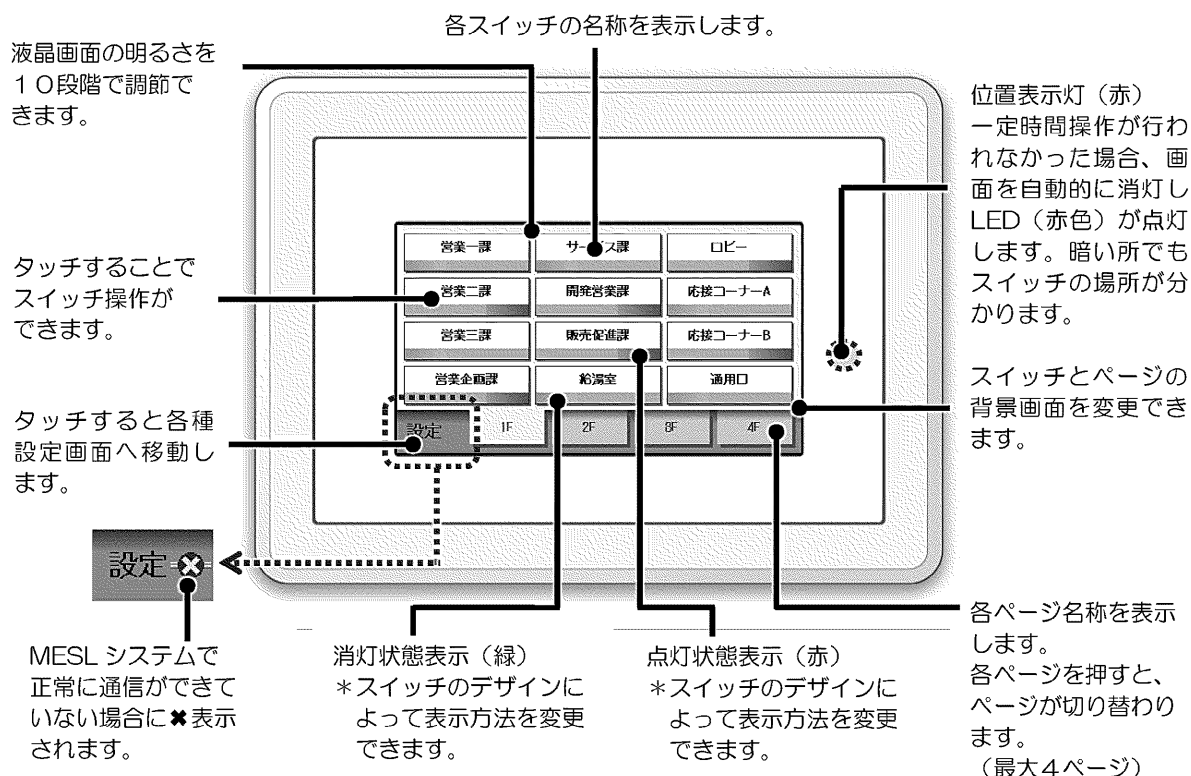 各スイッチの名称を表示します。
液晶画面の明るさを
10段階で調節で
きます。
タッチすることで
スイッチ操作が
できます。
タッチすると各種
設定画面へ移動し
ます。
営業一課
サービス課
ロビー
営業二課
開発営業課
応接コーナーA
営業三課
販売促進課
応接コーナーB
営業企画課
給湯室
通用口
設定
1F
2F
3F
4F
位置表示灯（赤）
一定時間操作が行わ
れなかった場合、画
面を自動的に消灯し
LED（赤色）が点灯
します。暗い所でも
スイッチの場所が分
かります。
スイッチとページの
背景画面を変更でき
ます。
設定
MESL システムで
正常に通信ができて
いない場合に✖表示
されます。
消灯状態表示（緑）
＊スイッチのデザインに
よって表示方法を変更
できます。
点灯状態表示（赤）
＊スイッチのデザインに
よって表示方法を変更
できます。
各ページ名称を表示
します。
各ページを押すと、
ページが切り替わり
ます。
（最大4ページ）